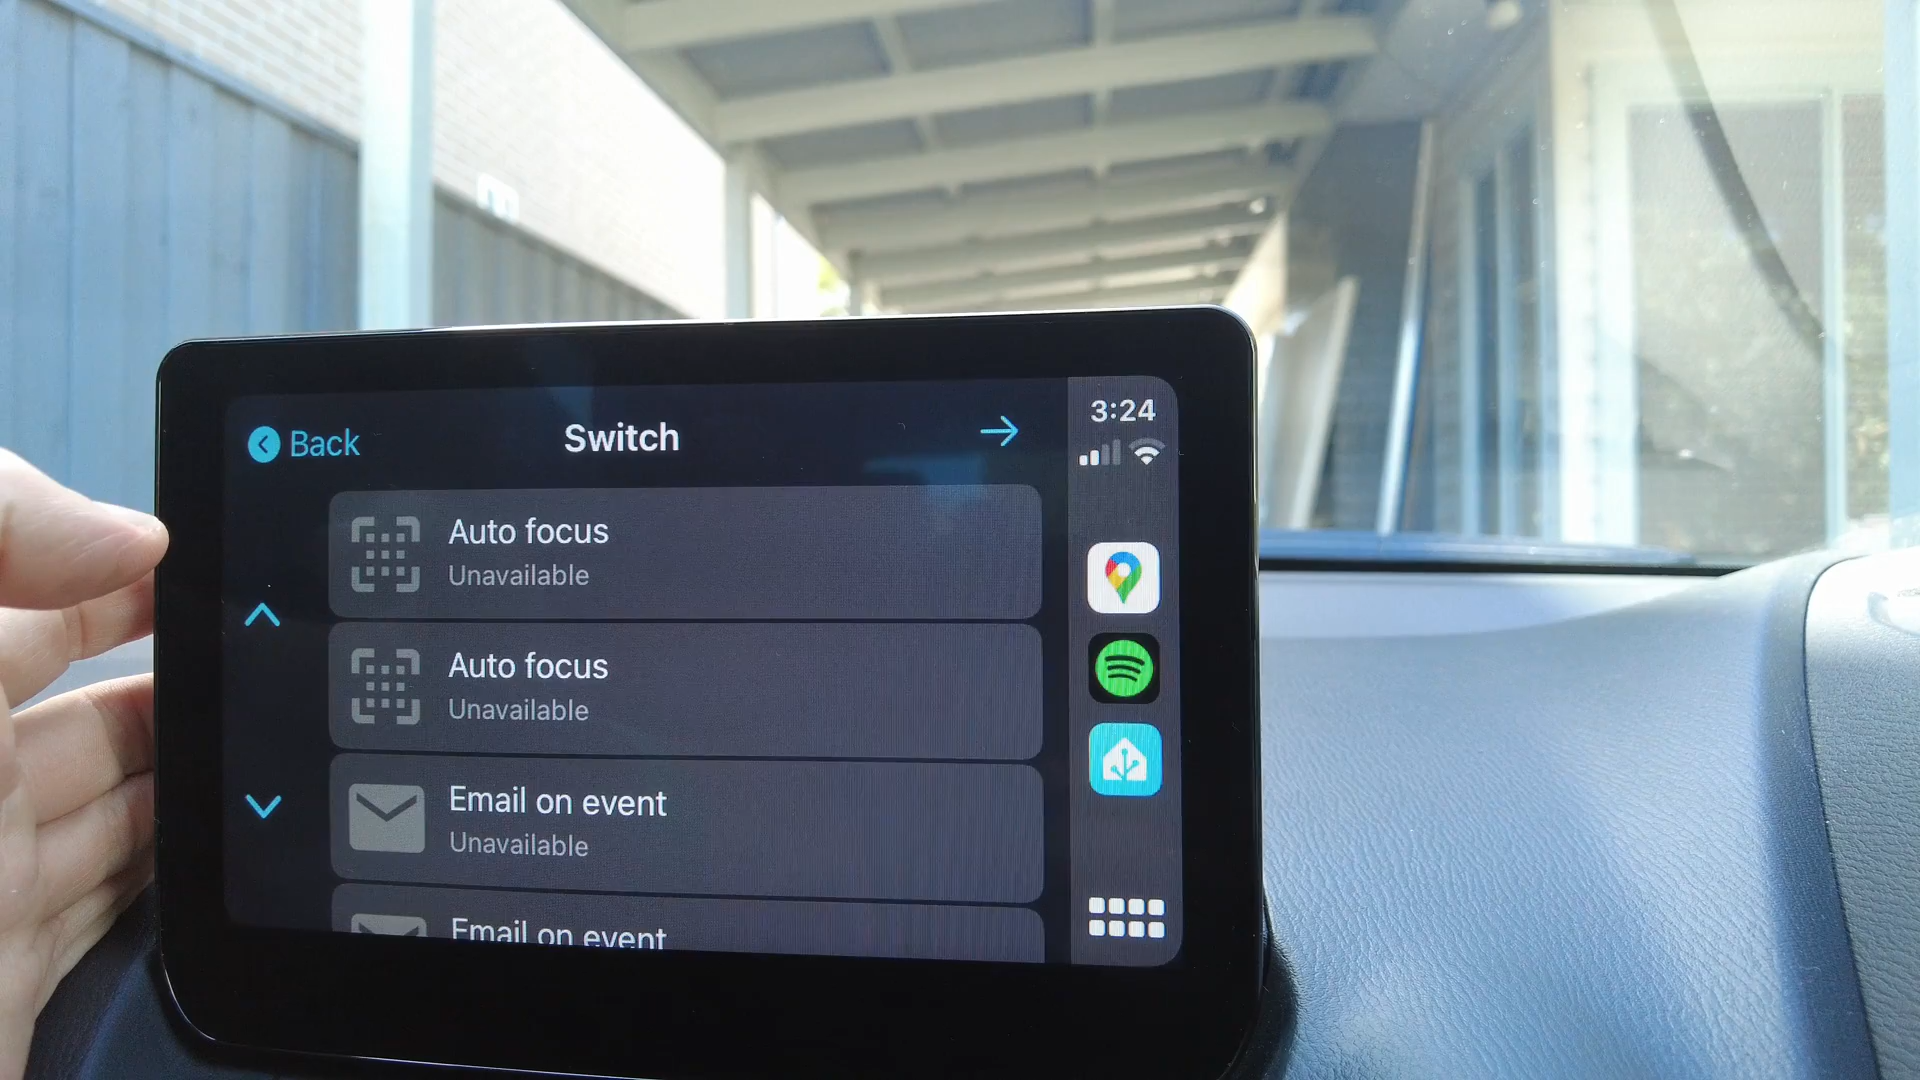 Back
Switch
3:24
Auto focus
Unavailable
Auto focus
Unavailable
Email on event
Unavailable
Email on event